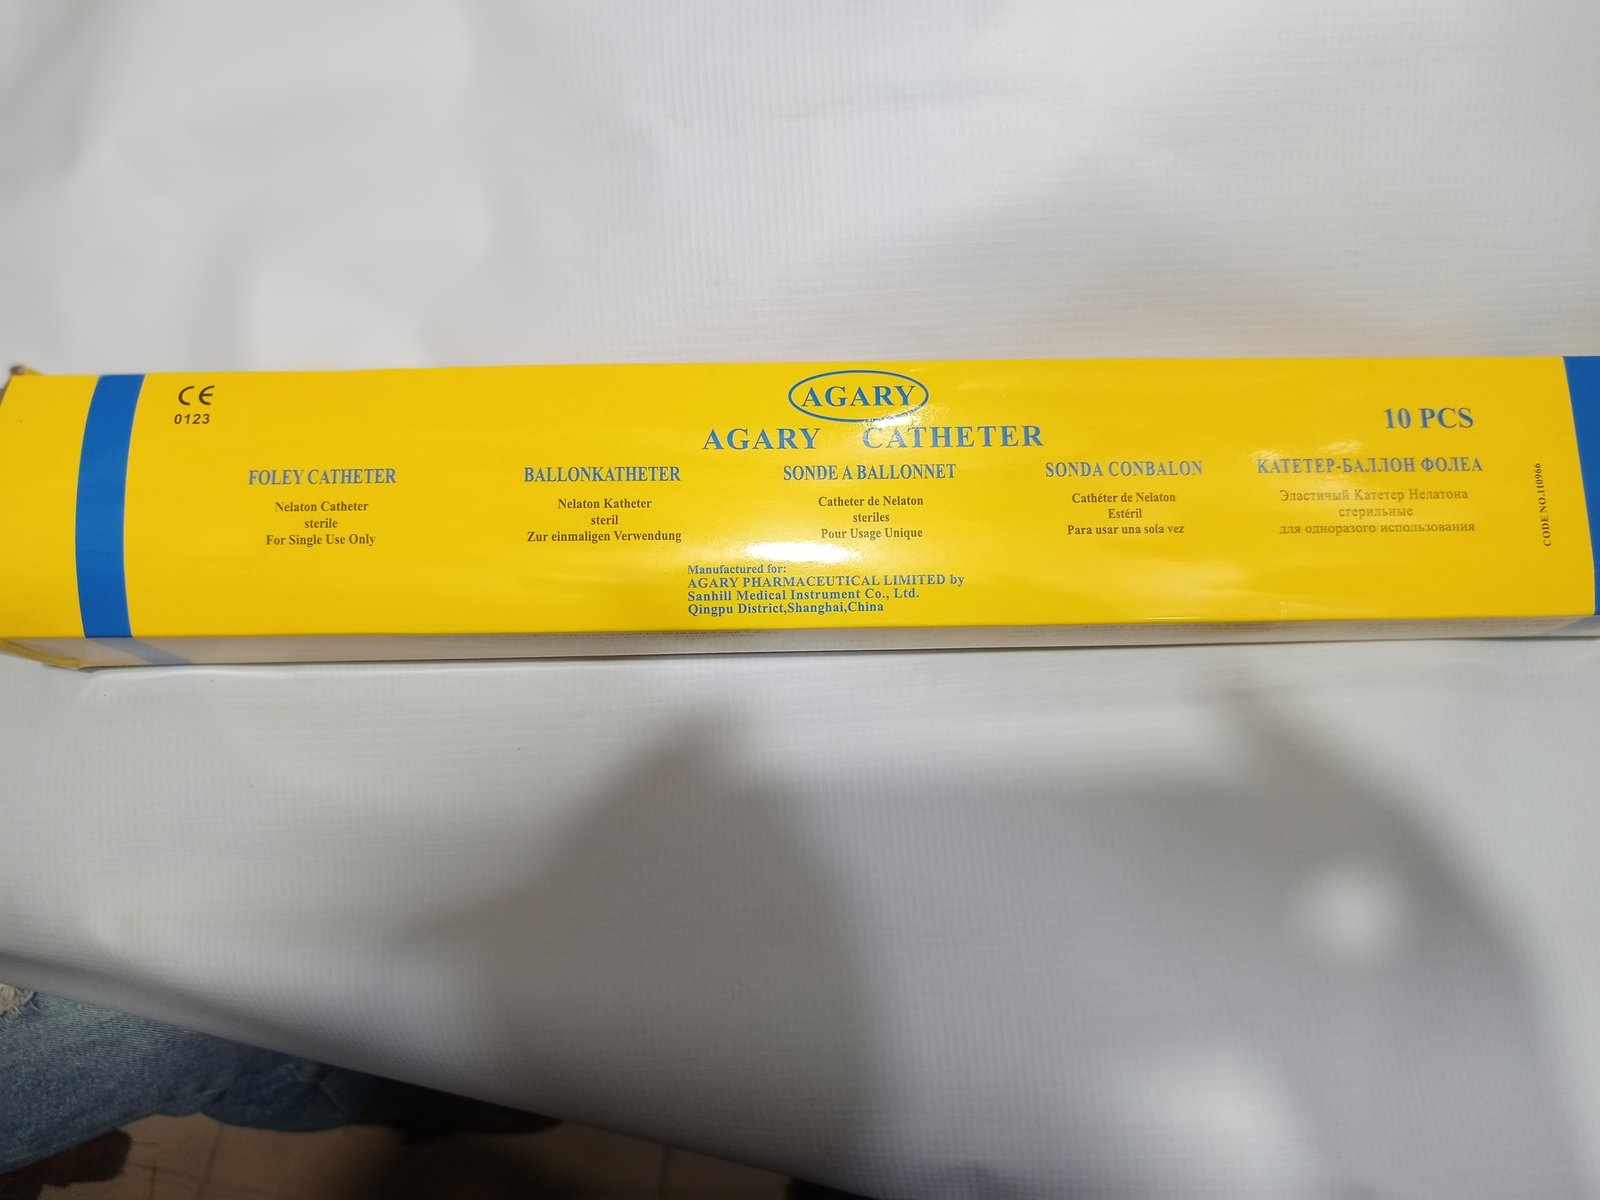 CE
0123
AGARY
AGARY CATHETER
10 PCS
FOLEY CATHETER
Nelaton Catheter
sterile
For Single Use Only
BALLONKATHETER
Nelaton Katheter
steril
Zur einmaligen Verwendung
SONDE A BALLONNET
Catheter de Nelaton
steriles
Pour Usage Unique
SONDA CONBALON
Cathéter de Nelaton
Estéril
Para usar una sola vez
КАТЕТЕР-БАЛЛОН ФОЛЕА
Эластичый Катетер Нелатона
сгерильные
для одноразого использования
CODE NO.110966
Manufactured for:
AGARY PHARMACEUTICAL LIMITED by
Sanhill Medical Instrument Co., Ltd.
Qingpu District,Shanghai,China